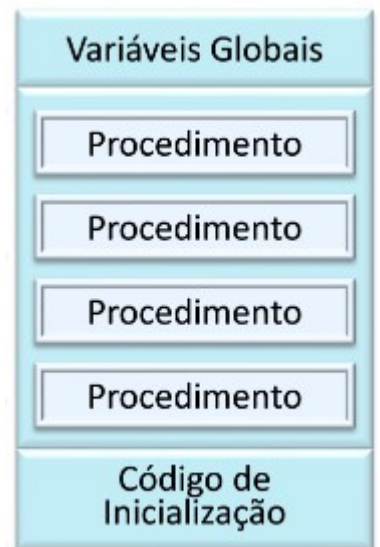 Variáveis Globais
Procedimento
Procedimento
Procedimento
Procedimento
Código de
Inicialização